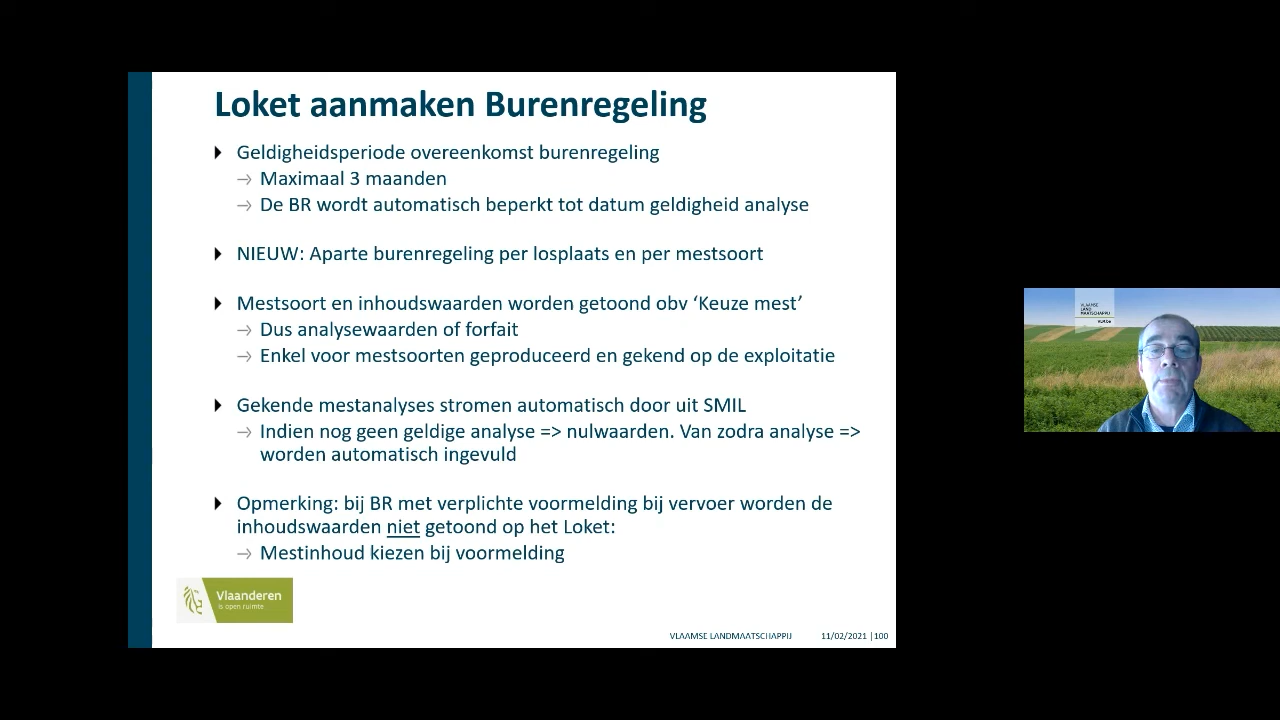 Loket aanmaken Burenregeling
Geldigheidsperiode overeenkomst burenregeling
Maximaal 3 maanden
De BR wordt automatisch beperkt tot datum geldigheid analyse
NIEUW: Aparte burenregeling per losplaats en per mestsoort
Mestsoort en inhoudswaarden worden getoond obv ‘Keuze mest’
Dus analysewaarden of forfait
Enkel voor mestsoorten geproduceerd en gekend op de exploitatie
Gekende mestanalyses stromen automatisch door uit SMIL
Indien nog geen geldige analyse => nulwaarden. Van zodra analyse =>
worden automatisch ingevuld
Opmerking: bij BR met verplichte voormelding bij vervoer worden de
inhoudswaarden niet getoond op het Loket:
Mestinhoud kiezen bij voormelding
Vlaanderen
is open ruimte
VLAAMSE LANDMAATSCHAPPIJ 11/02/2021 |100
VLAAMSE
LAND
MAATSCHAPPIJ
VLM.be